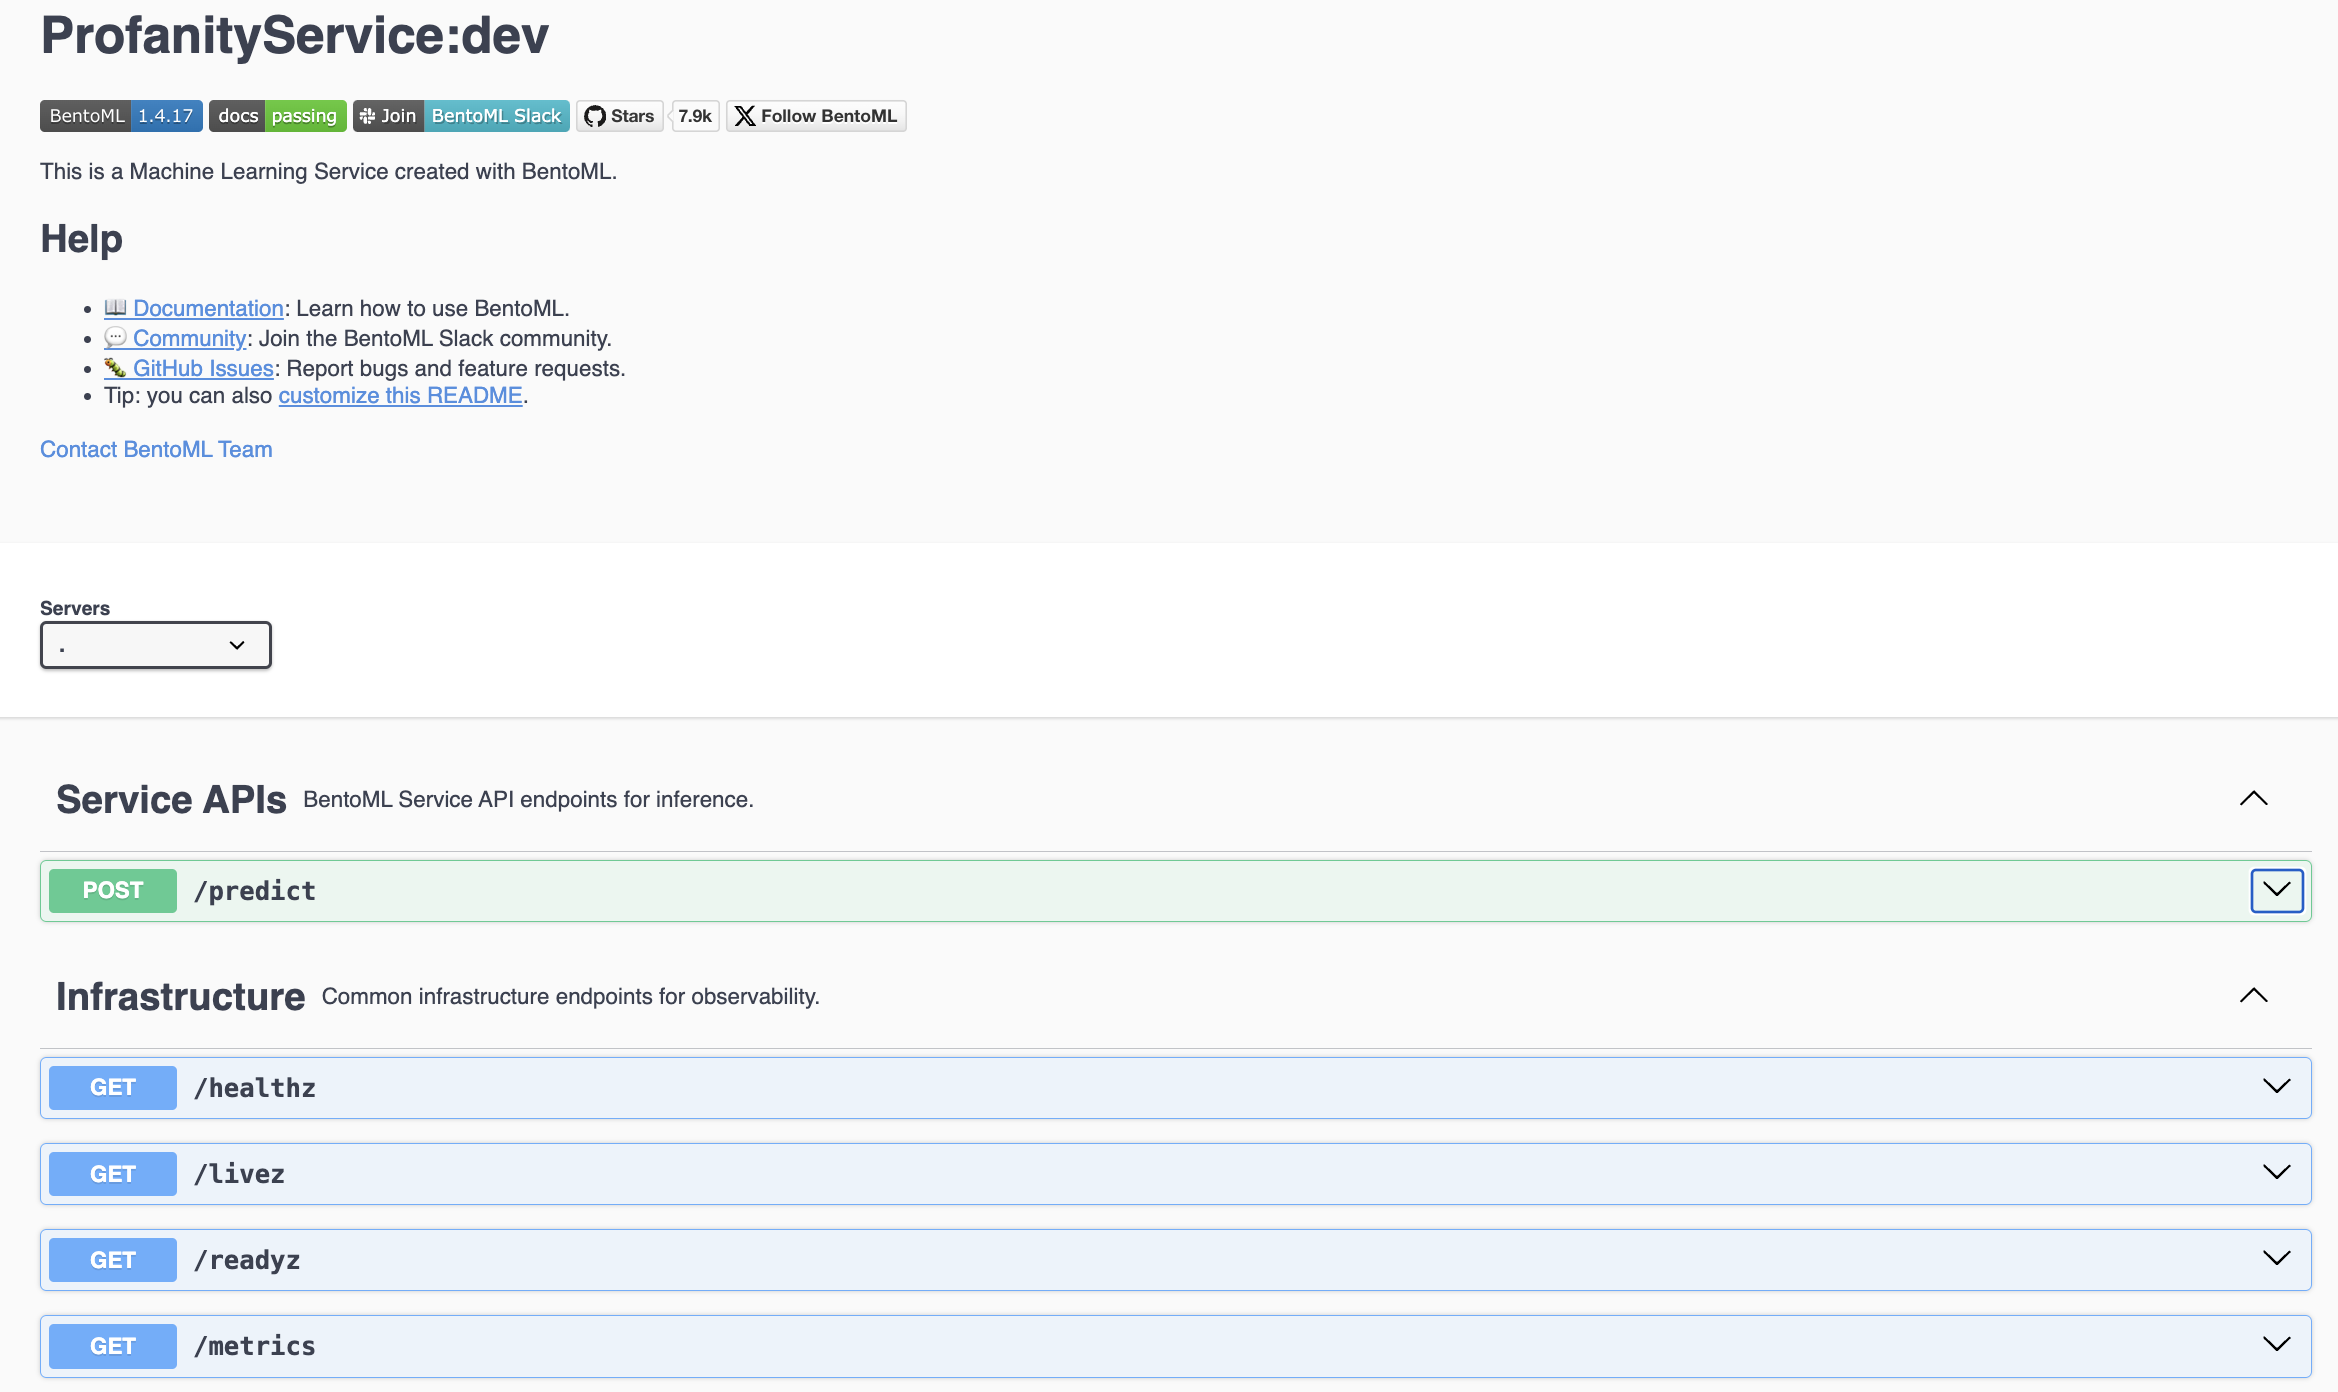 ProfanityService:dev
BentoML 1.4.17 docs passing Join BentoML Slack Stars 7.9k Follow BentoML
This is a Machine Learning Service created with BentoML.
Help
Documentation: Learn how to use BentoML.
Community: Join the BentoML Slack community.
GitHub Issues: Report bugs and feature requests.
Tip: you can also customize this README.
Contact BentoML Team
Servers
.
Service APIs BentoML Service API endpoints for inference.
POST /predict
Infrastructure Common infrastructure endpoints for observability.
GET /healthz
GET /livez
GET /readyz
GET /metrics